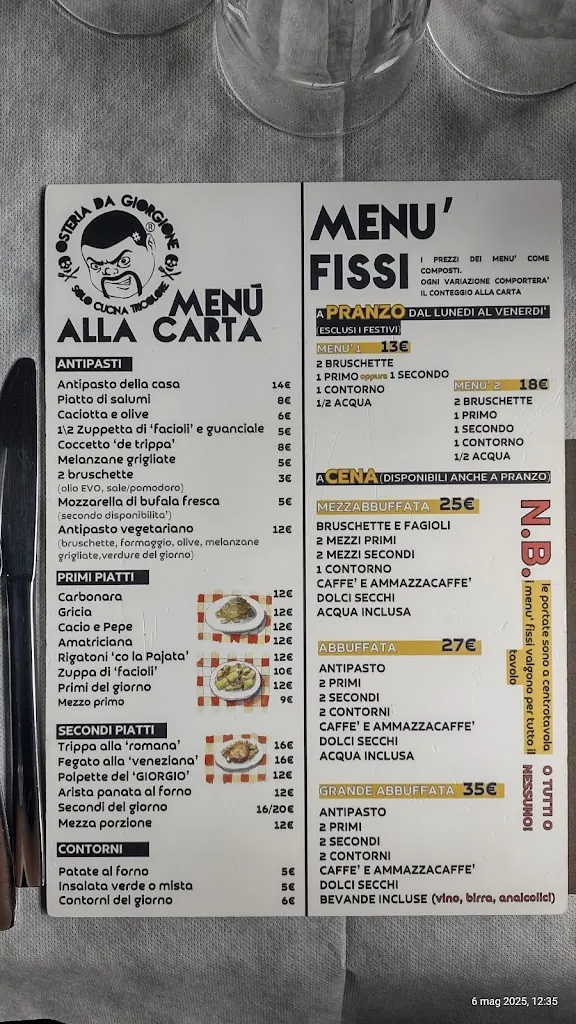 OSTERIA DA GIORGIONE
®
SOLO CUCINA TRICOLORE
MENÚ
ALLA CARTA
ANTIPASTI
Antipasto della casa 14€
Piatto di salumi 8€
Caciotta e olive 6€
1\2 Zuppetta di 'facioli' e guanciale 5€
Coccetto 'de trippa' 8€
Melanzane grigliate 5€
2 bruschette 3€
(olio EVO, sale/pomodoro)
Mozzarella di bufala fresca 5€
(secondo disponibilita')
Antipasto vegetariano 12€
(bruschette, formaggio, olive, melanzane
grigliate,verdure del giorno)
PRIMI PIATTI
Carbonara 12€
Gricia 12€
Cacio e Pepe 12€
Amatriciana 12€
Rigatoni 'co la Pajata' 12€
Zuppa di 'facioli' 10€
Primi del giorno 12€
Mezzo primo 9€
SECONDI PIATTI
Trippa alla 'romana' 16€
Fegato alla 'veneziana' 16€
Polpette del 'GIORGIO' 12€
Arista panata al forno 12€
Secondi del giorno 16/20€
Mezza porzione 12€
CONTORNI
Patate al forno 5€
Insalata verde o mista 5€
Contorni del giorno 6€
MENU'
FISSI
I PREZZI DEI MENU' COME
COMPOSTI.
OGNI VARIAZIONE COMPORTERA'
IL CONTEGGIO ALLA CARTA
A PRANZO DAL LUNEDI AL VENERDI'
(ESCLUSI I FESTIVI)
MENU' 1 13€
2 BRUSCHETTE
1 PRIMO oppure 1 SECONDO
1 CONTORNO
1/2 ACQUA
MENU' 2 18€
2 BRUSCHETTE
1 PRIMO
1 SECONDO
1 CONTORNO
1/2 ACQUA
A CENA (DISPONIBILI ANCHE A PRANZO)
MEZZABBUFFATA 25€
BRUSCHETTE E FAGIOLI
2 MEZZI PRIMI
2 MEZZI SECONDI
1 CONTORNO
CAFFE' E AMMAZZACAFFE'
DOLCI SECCHI
ACQUA INCLUSA
ABBUFFATA 27€
ANTIPASTO
2 PRIMI
2 SECONDI
2 CONTORNI
CAFFE' E AMMAZZACAFFE'
DOLCI SECCHI
ACQUA INCLUSA
GRANDE ABBUFFATA 35€
ANTIPASTO
2 PRIMI
2 SECONDI
2 CONTORNI
CAFFE' E AMMAZZACAFFE'
DOLCI SECCHI
BEVANDE INCLUSE (vino, birra, analcolici)
N.B. le portate sono a centrotavola
i menu' fissi valgono per tutto il
tavolo
O TUTTI O
NESSUNO!
6 mag 2025, 12:35